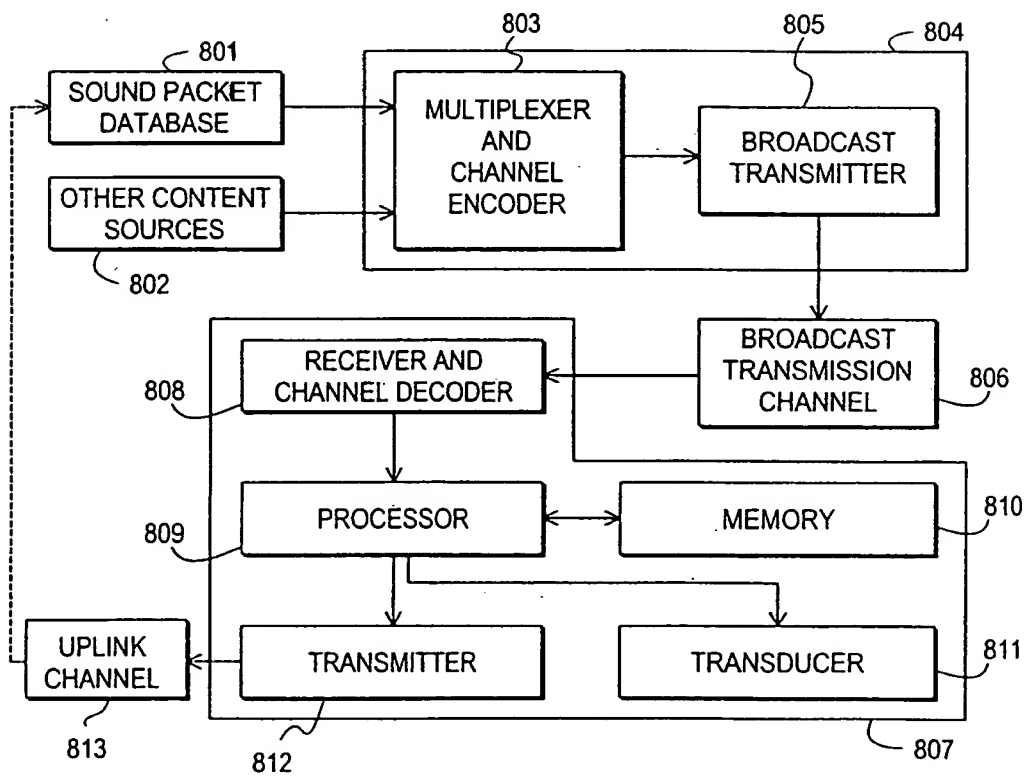 801
803
805
804
SOUND PACKET
DATABASE
MULTIPLEXER
AND
CHANNEL
ENCODER
BROADCAST
TRANSMITTER
OTHER CONTENT
SOURCES
802
RECEIVER AND
CHANNEL DECODER
808
BROADCAST
TRANSMISSION
CHANNEL
806
PROCESSOR
809
MEMORY
810
UPLINK
CHANNEL
813
TRANSMITTER
812
TRANSDUCER
811
807